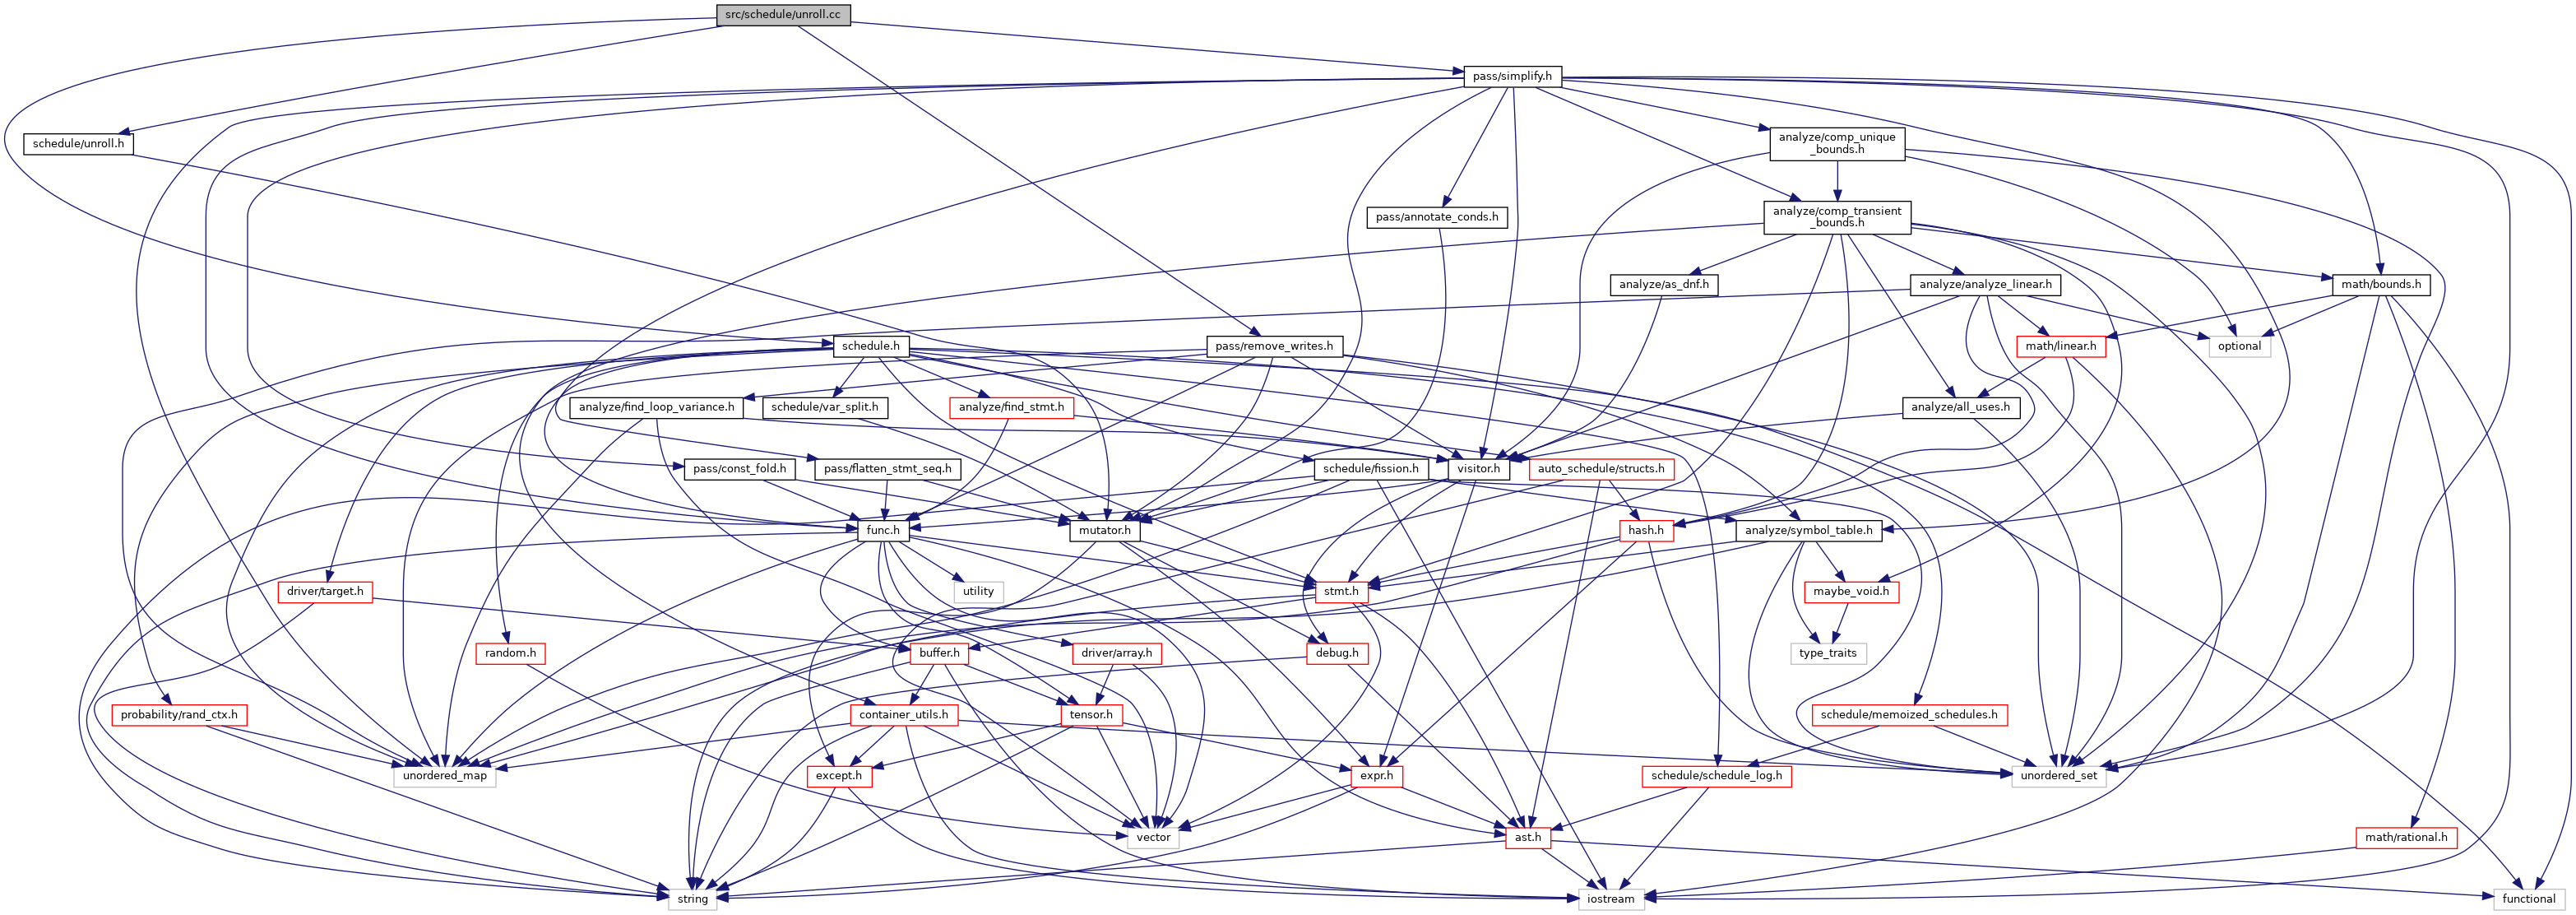 src/schedule/unroll.cc
pass/simplify.h
schedule/unroll.h
analyze/comp_unique
_bounds.h
pass/annotate_conds.h
analyze/comp_transient
_bounds.h
analyze/as_dnf.h
analyze/analyze_linear.h
math/bounds.h
schedule.h
pass/remove_writes.h
math/linear.h
optional
analyze/find_loop_variance.h
schedule/var_split.h
analyze/find_stmt.h
analyze/all_uses.h
pass/const_fold.h
pass/flatten_stmt_seq.h
schedule/fission.h
visitor.h
auto_schedule/structs.h
func.h
mutator.h
hash.h
analyze/symbol_table.h
driver/target.h
utility
stmt.h
maybe_void.h
random.h
buffer.h
driver/array.h
debug.h
type_traits
probability/rand_ctx.h
container_utils.h
tensor.h
schedule/memoized_schedules.h
unordered_map
except.h
expr.h
schedule/schedule_log.h
unordered_set
vector
ast.h
math/rational.h
string
iostream
functional